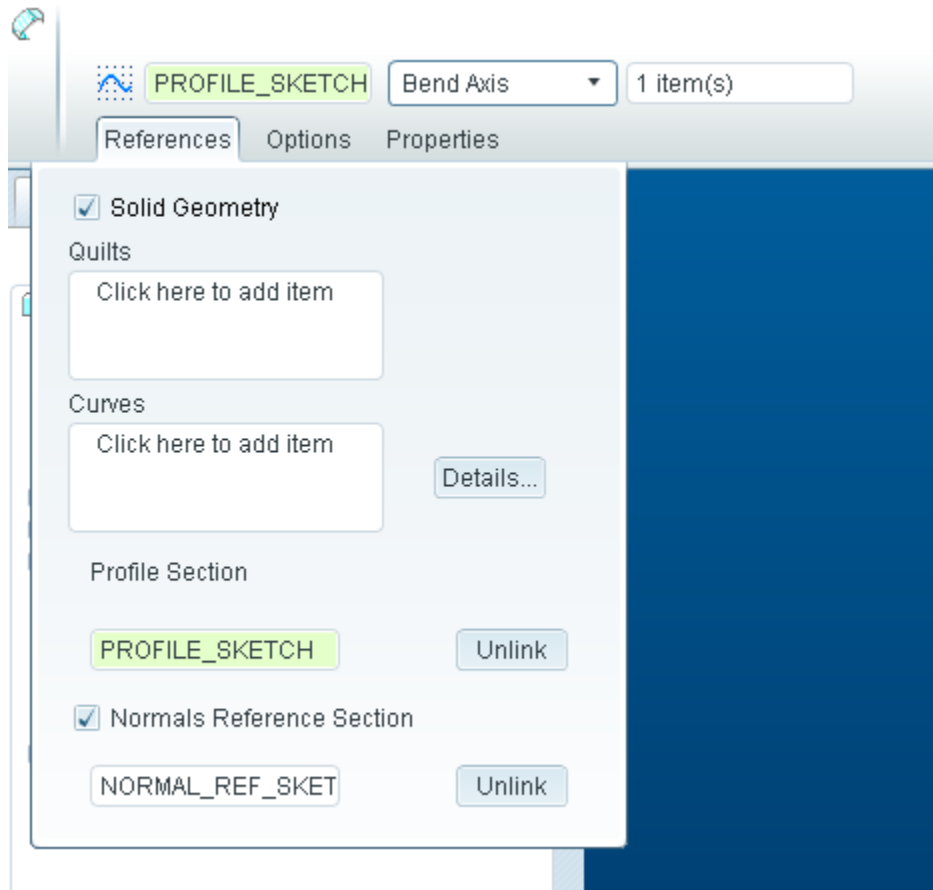 PROFILE_SKETCH Bend Axis 1 item(s)
References Options Properties
Solid Geometry
Quilts
Click here to add item
Curves
Click here to add item
Details...
Profile Section
PROFILE_SKETCH Unlink
Normals Reference Section
NORMAL_REF_SKET Unlink